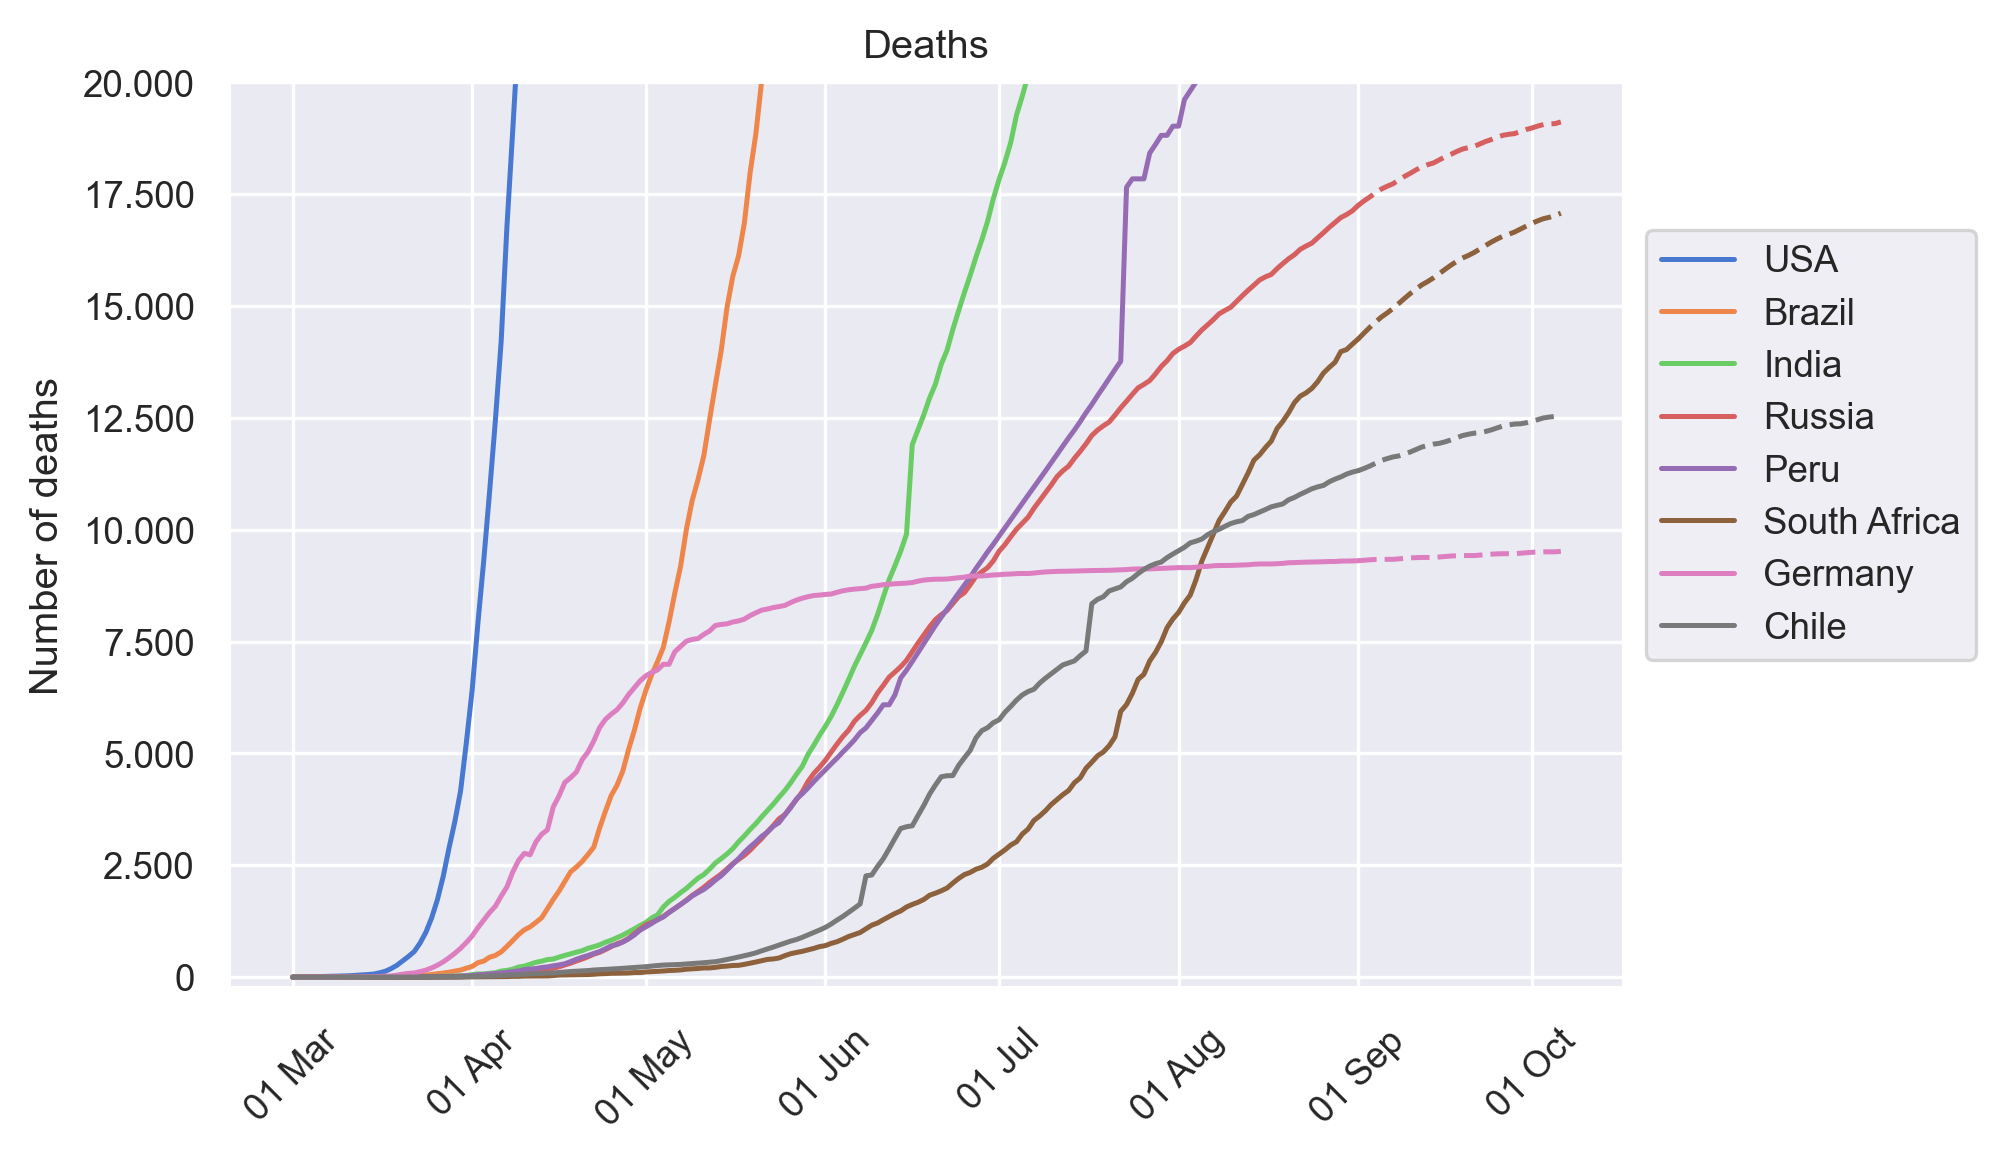 Deaths
20.000
17.500
15.000
12.500
10.000
7.500
5.000
2.500
0
Number of deaths
01 Mar
01 Apr
01 May
01 Jun
01 Jul
01 Aug
01 Sep
01 Oct
USA
Brazil
India
Russia
Peru
South Africa
Germany
Chile